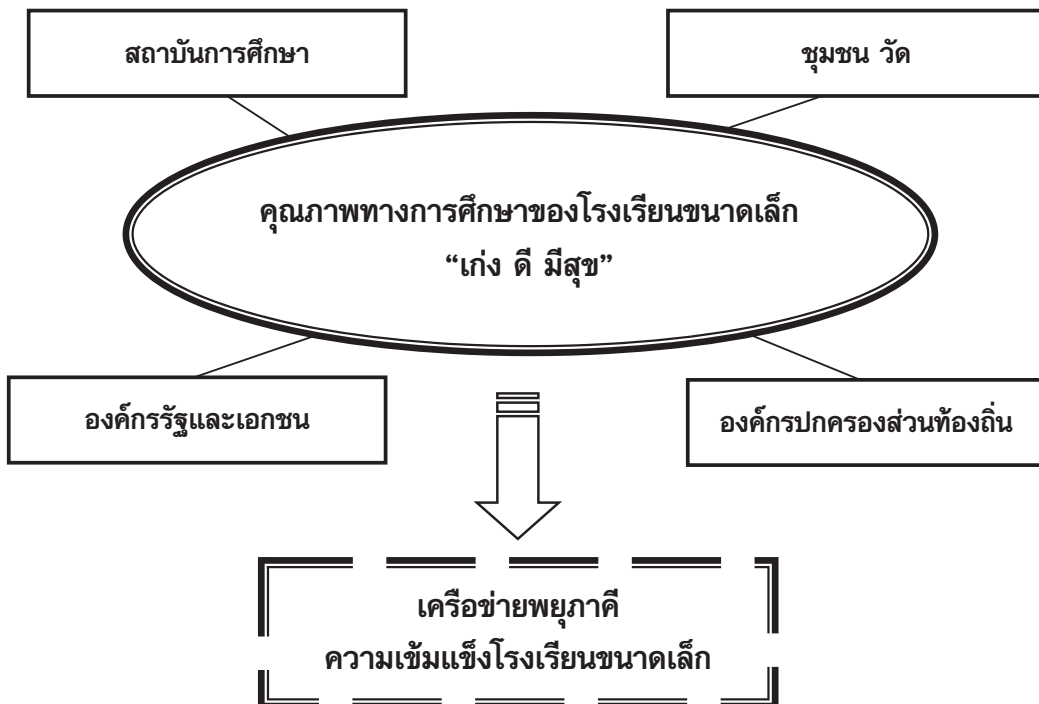 สถาบันการศึกษา
ชุมชน วัด
คุณภาพทางการศึกษาของโรงเรียนขนาดเล็ก
“เก่ง ดี มีสุข”
องค์กรรัฐและเอกชน
องค์กรปกครองส่วนท้องถิ่น
เครือข่ายพยุภาคี
ความเข้มแข็งโรงเรียนขนาดเล็ก